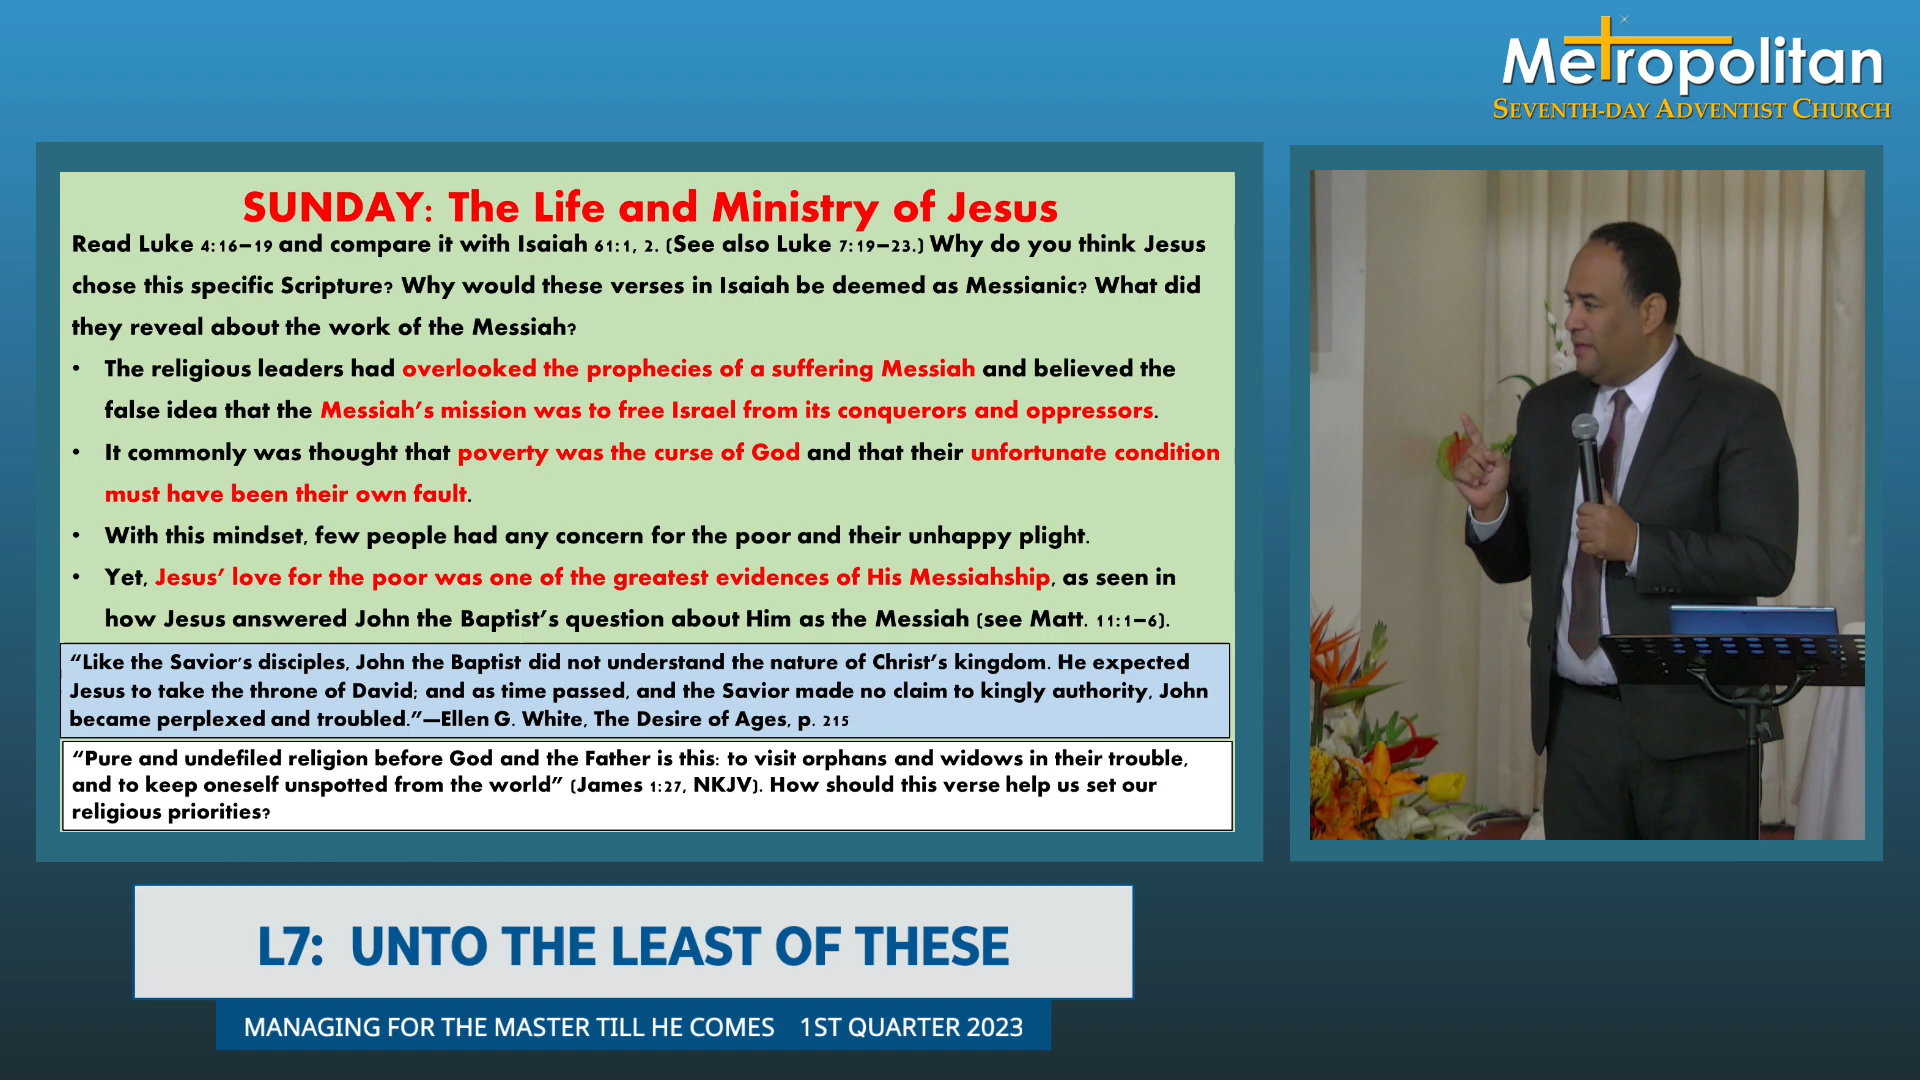 Metropolitan
SEVENTH-DAY ADVENTIST CHURCH
SUNDAY: The Life and Ministry of Jesus
Read Luke 4:16–19 and compare it with Isaiah 61:1, 2. (See also Luke 7:19–23.) Why do you think Jesus
chose this specific Scripture? Why would these verses in Isaiah be deemed as Messianic? What did
they reveal about the work of the Messiah?
• The religious leaders had overlooked the prophecies of a suffering Messiah and believed the
false idea that the Messiah’s mission was to free Israel from its conquerors and oppressors.
• It commonly was thought that poverty was the curse of God and that their unfortunate condition
must have been their own fault.
• With this mindset, few people had any concern for the poor and their unhappy plight.
• Yet, Jesus’ love for the poor was one of the greatest evidences of His Messiahship, as seen in
how Jesus answered John the Baptist’s question about Him as the Messiah (see Matt. 11:1–6).
“Like the Savior’s disciples, John the Baptist did not understand the nature of Christ’s kingdom. He expected
Jesus to take the throne of David; and as time passed, and the Savior made no claim to kingly authority, John
became perplexed and troubled.”—Ellen G. White, The Desire of Ages, p. 215
“Pure and undefiled religion before God and the Father is this: to visit orphans and widows in their trouble,
and to keep oneself unspotted from the world” (James 1:27, NKJV). How should this verse help us set our
religious priorities?
L7: UNTO THE LEAST OF THESE
MANAGING FOR THE MASTER TILL HE COMES 1ST QUARTER 2023